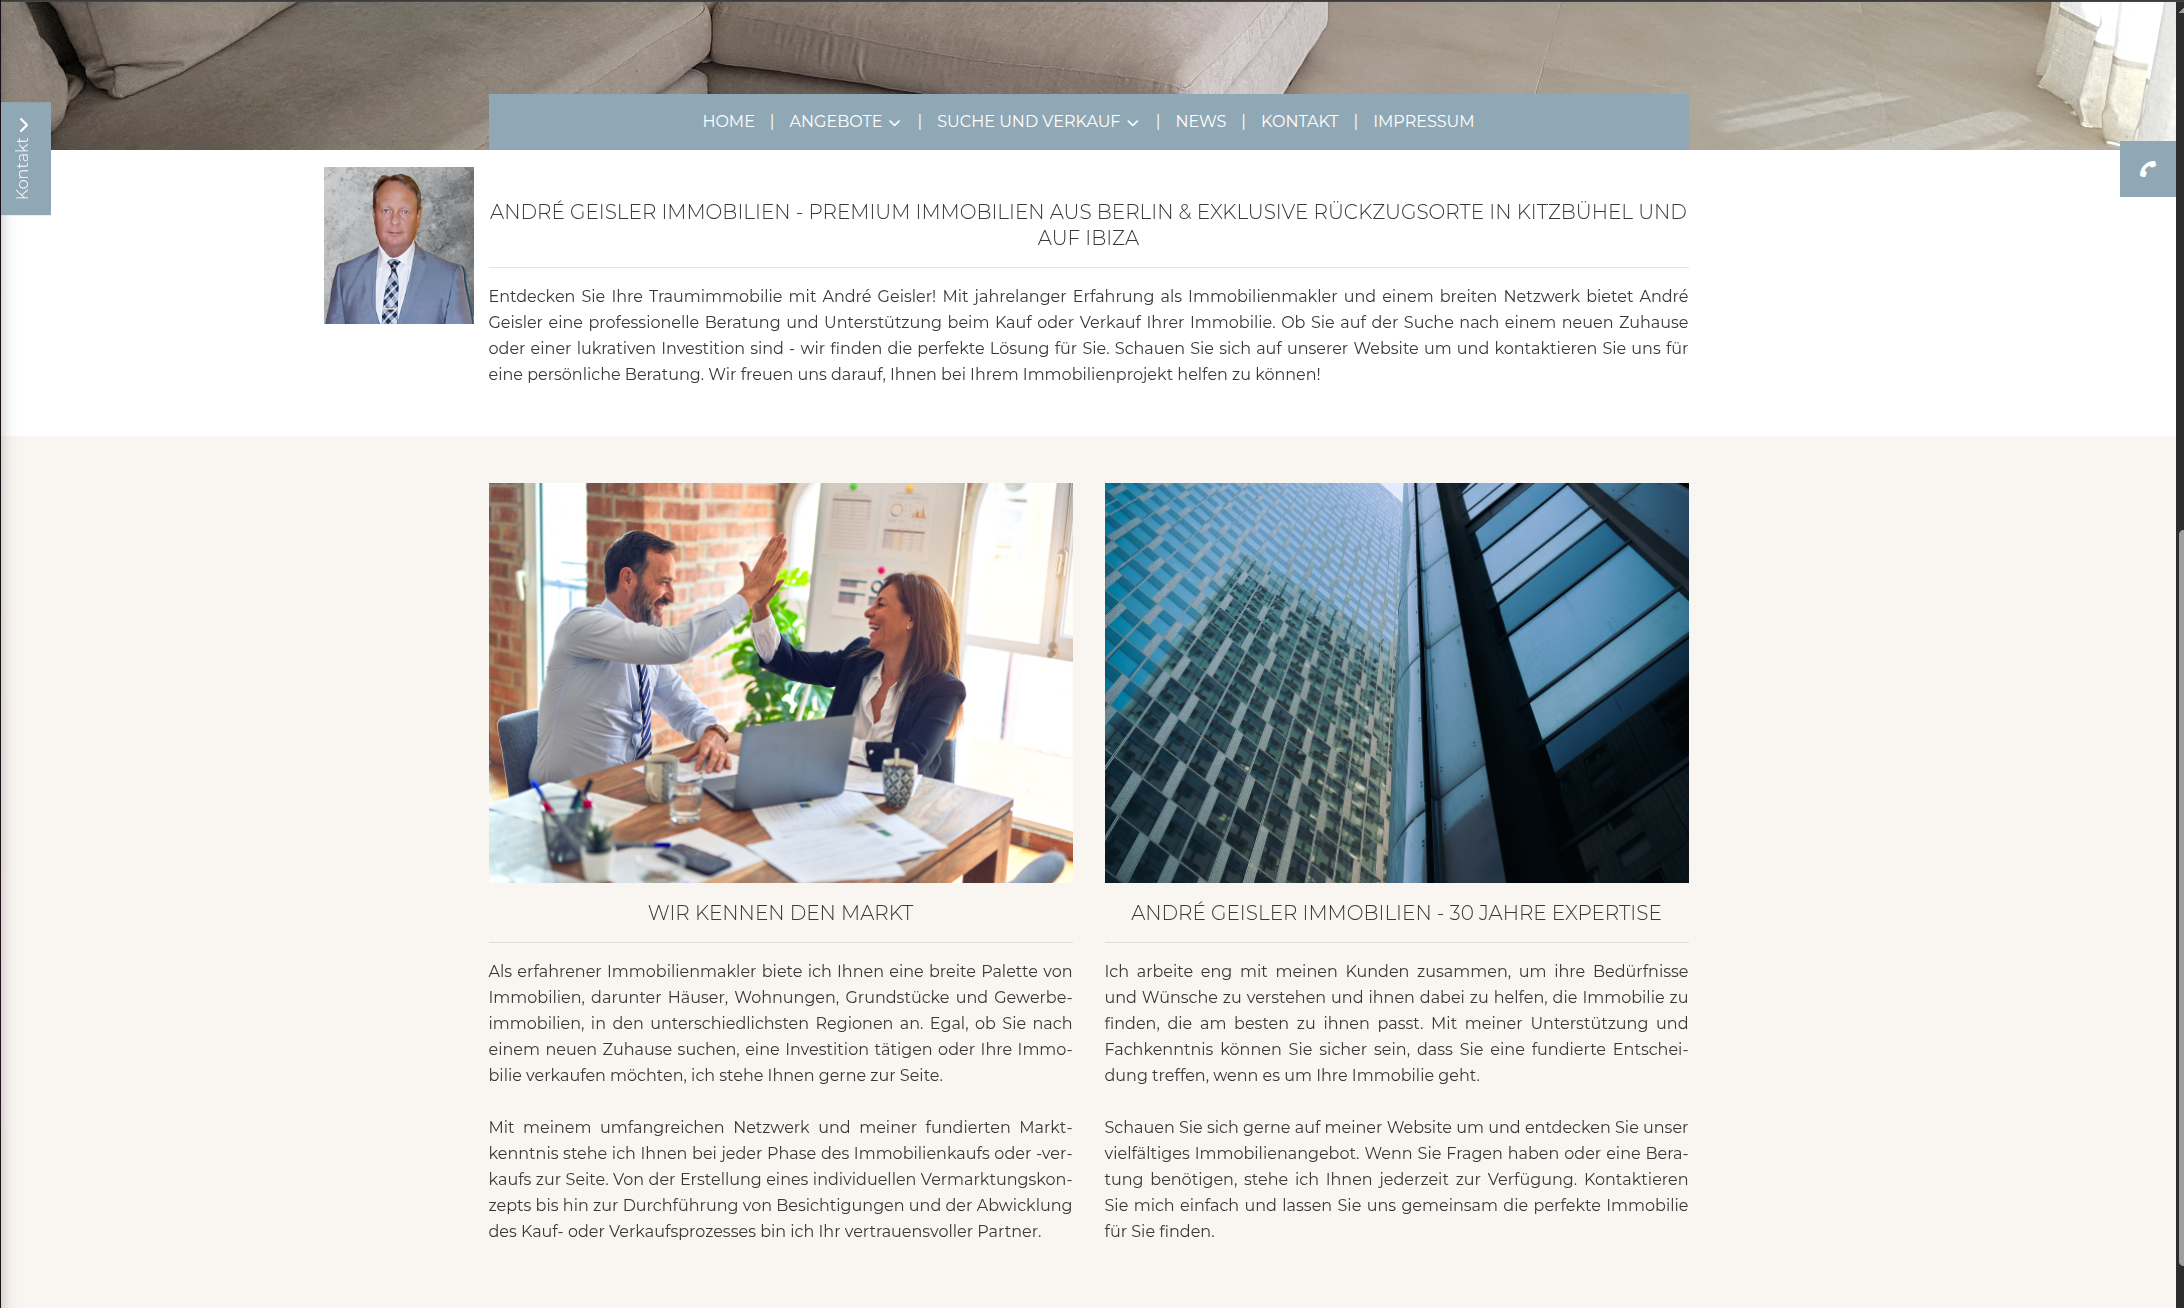 HOME | ANGEBOTE | SUCHE UND VERKAUF | NEWS | KONTAKT | IMPRESSUM
Kontakt
ANDRÉ GEISLER IMMOBILIEN - PREMIUM IMMOBILIEN AUS BERLIN & EXKLUSIVE RÜCKZUGSORTE IN KITZBÜHEL UND
AUF IBIZA
Entdecken Sie Ihre Traumimmobilie mit André Geisler! Mit jahrelanger Erfahrung als Immobilienmakler und einem breiten Netzwerk bietet André
Geisler eine professionelle Beratung und Unterstützung beim Kauf oder Verkauf Ihrer Immobilie. Ob Sie auf der Suche nach einem neuen Zuhause
oder einer lukrativen Investition sind - wir finden die perfekte Lösung für Sie. Schauen Sie sich auf unserer Website um und kontaktieren Sie uns für
eine persönliche Beratung. Wir freuen uns darauf, Ihnen bei Ihrem Immobilienprojekt helfen zu können!
WIR KENNEN DEN MARKT
Als erfahrener Immobilienmakler biete ich Ihnen eine breite Palette von
Immobilien, darunter Häuser, Wohnungen, Grundstücke und Gewerbe-
immobilien, in den unterschiedlichsten Regionen an. Egal, ob Sie nach
einem neuen Zuhause suchen, eine Investition tätigen oder Ihre Immo-
bilie verkaufen möchten, ich stehe Ihnen gerne zur Seite.
Mit meinem umfangreichen Netzwerk und meiner fundierten Markt-
kenntnis stehe ich Ihnen bei jeder Phase des Immobilienkaufs oder -ver-
kaufs zur Seite. Von der Erstellung eines individuellen Vermarktungskon-
zepts bis hin zur Durchführung von Besichtigungen und der Abwicklung
des Kauf- oder Verkaufsprozesses bin ich Ihr vertrauensvoller Partner.
ANDRÉ GEISLER IMMOBILIEN - 30 JAHRE EXPERTISE
Ich arbeite eng mit meinen Kunden zusammen, um ihre Bedürfnisse
und Wünsche zu verstehen und ihnen dabei zu helfen, die Immobilie zu
finden, die am besten zu ihnen passt. Mit meiner Unterstützung und
Fachkenntnis können Sie sicher sein, dass Sie eine fundierte Entschei-
dung treffen, wenn es um Ihre Immobilie geht.
Schauen Sie sich gerne auf meiner Website um und entdecken Sie unser
vielfältiges Immobilienangebot. Wenn Sie Fragen haben oder eine Bera-
tung benötigen, stehe ich Ihnen jederzeit zur Verfügung. Kontaktieren
Sie mich einfach und lassen Sie uns gemeinsam die perfekte Immobilie
für Sie finden.